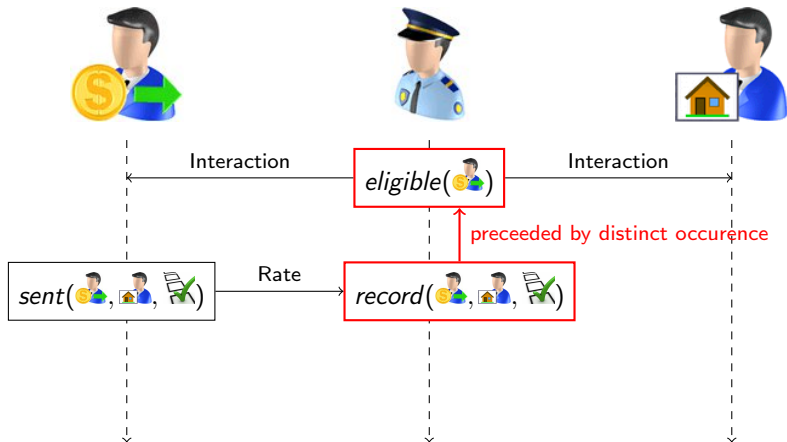 $
Interaction
Interaction
eligible( )
preceeded by distinct occurence
Rate
sent( , , )
record( , , )